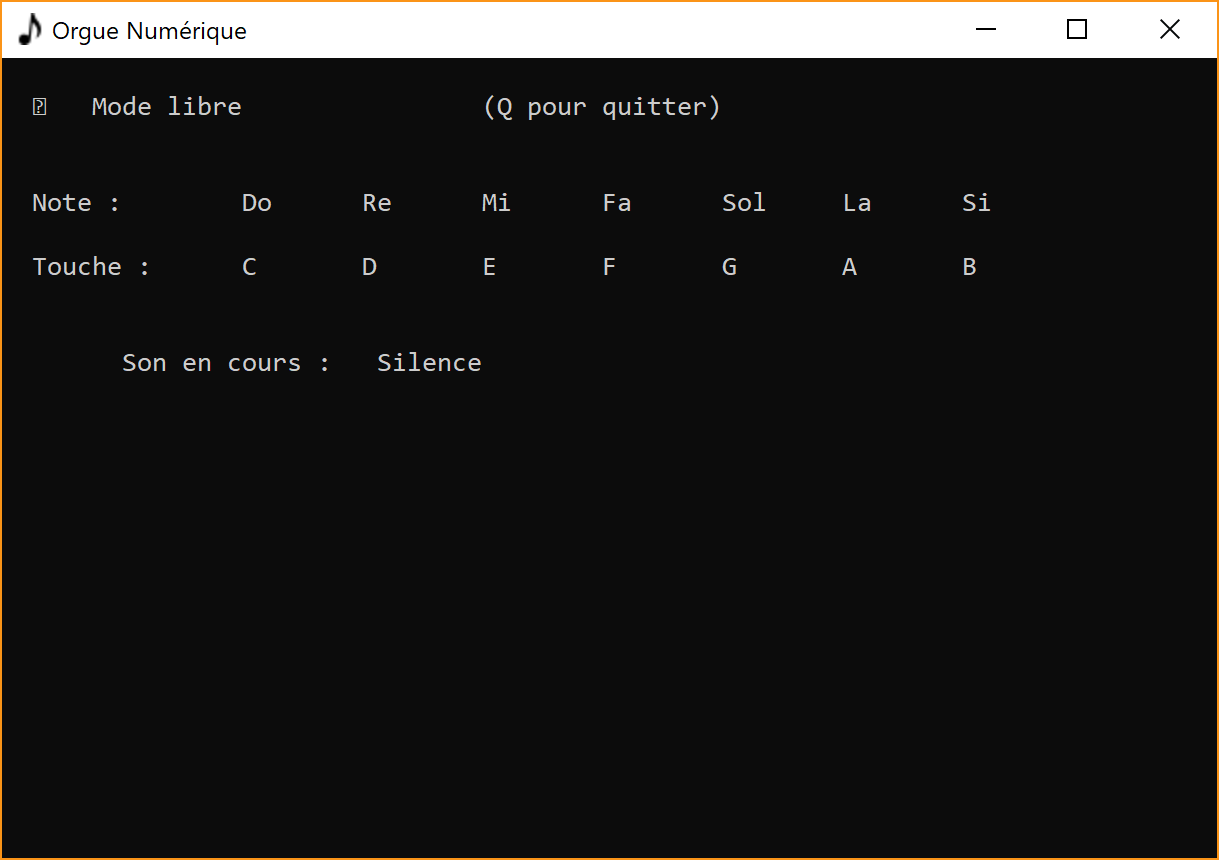 Orgue Numérique
Mode libre (Q pour quitter)
Note : Do Re Mi Fa Sol La Si
Touche : C D E F G A B
Son en cours : Silence